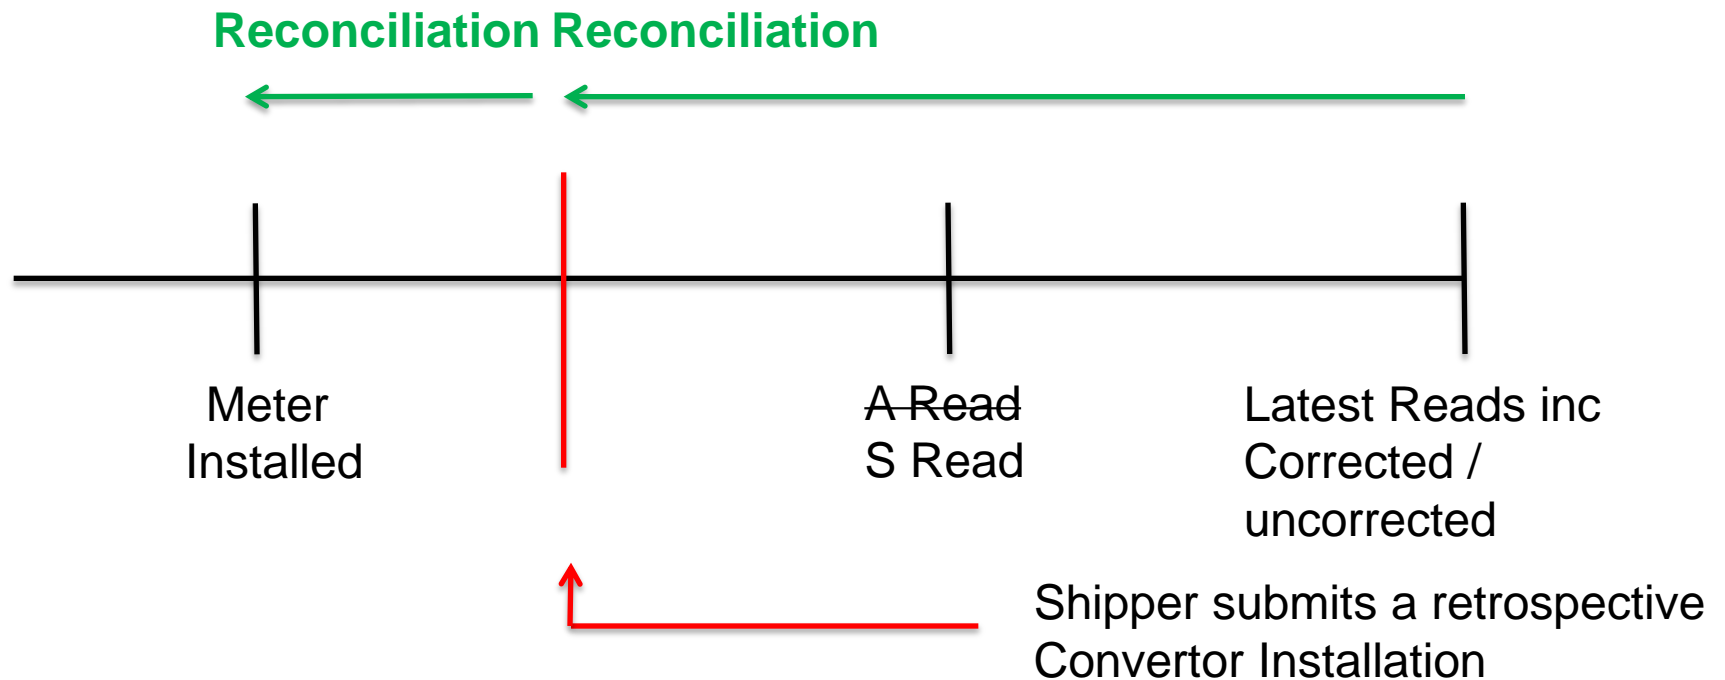 Reconciliation Reconciliation
Meter
Installed
A Read
S Read
Latest Reads inc
Corrected /
uncorrected
Shipper submits a retrospective
Convertor Installation